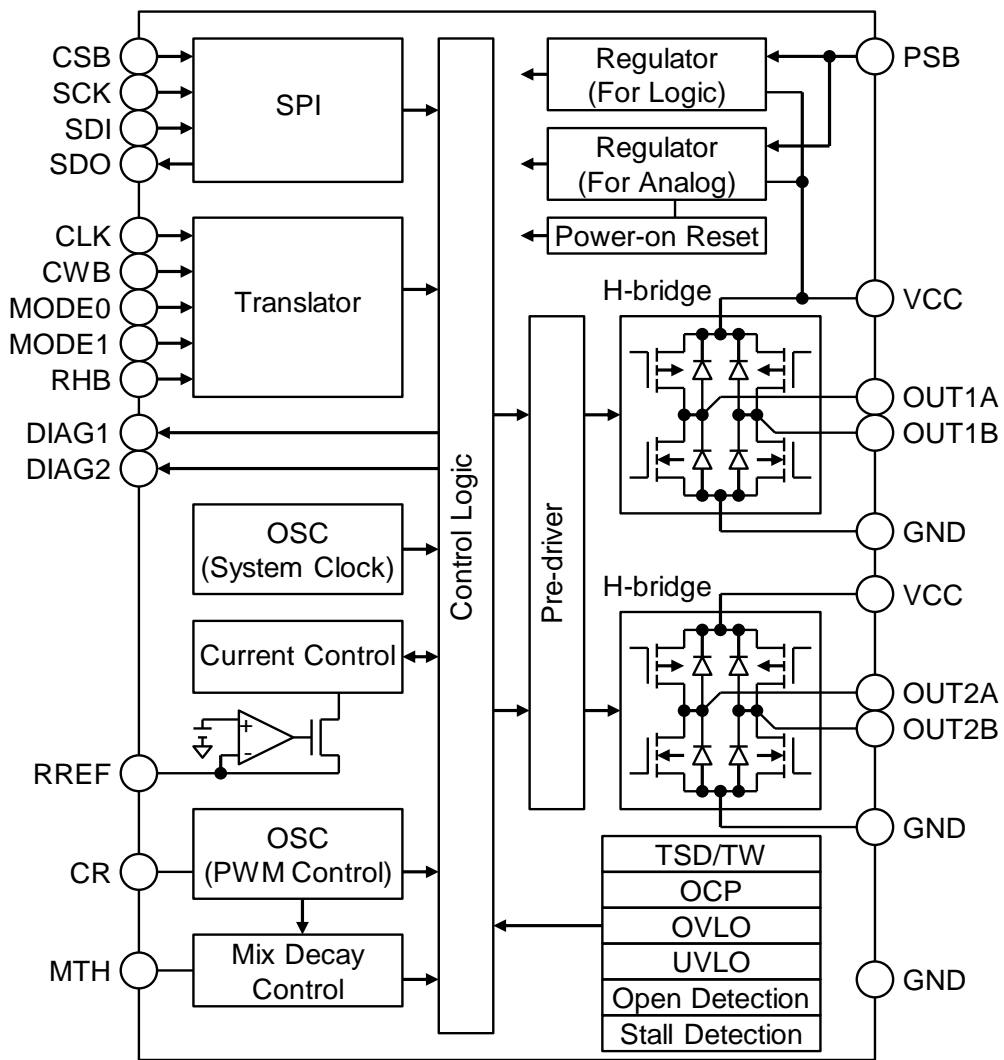 CSB
SCK
SDI
SDO
SPI
CLK
CWB
MODE0
MODE1
RHB
Translator
DIAG1
DIAG2
OSC
(System Clock)
Current Control
+
-
RREF
CR
OSC
(PWM Control)
MTH
Mix Decay
Control
Control Logic
Pre-driver
Regulator
(For Logic)
Regulator
(For Analog)
Power-on Reset
PSB
H-bridge
VCC
OUT1A
OUT1B
GND
H-bridge
VCC
OUT2A
OUT2B
GND
TSD/TW
OCP
OVLO
UVLO
Open Detection
Stall Detection
GND